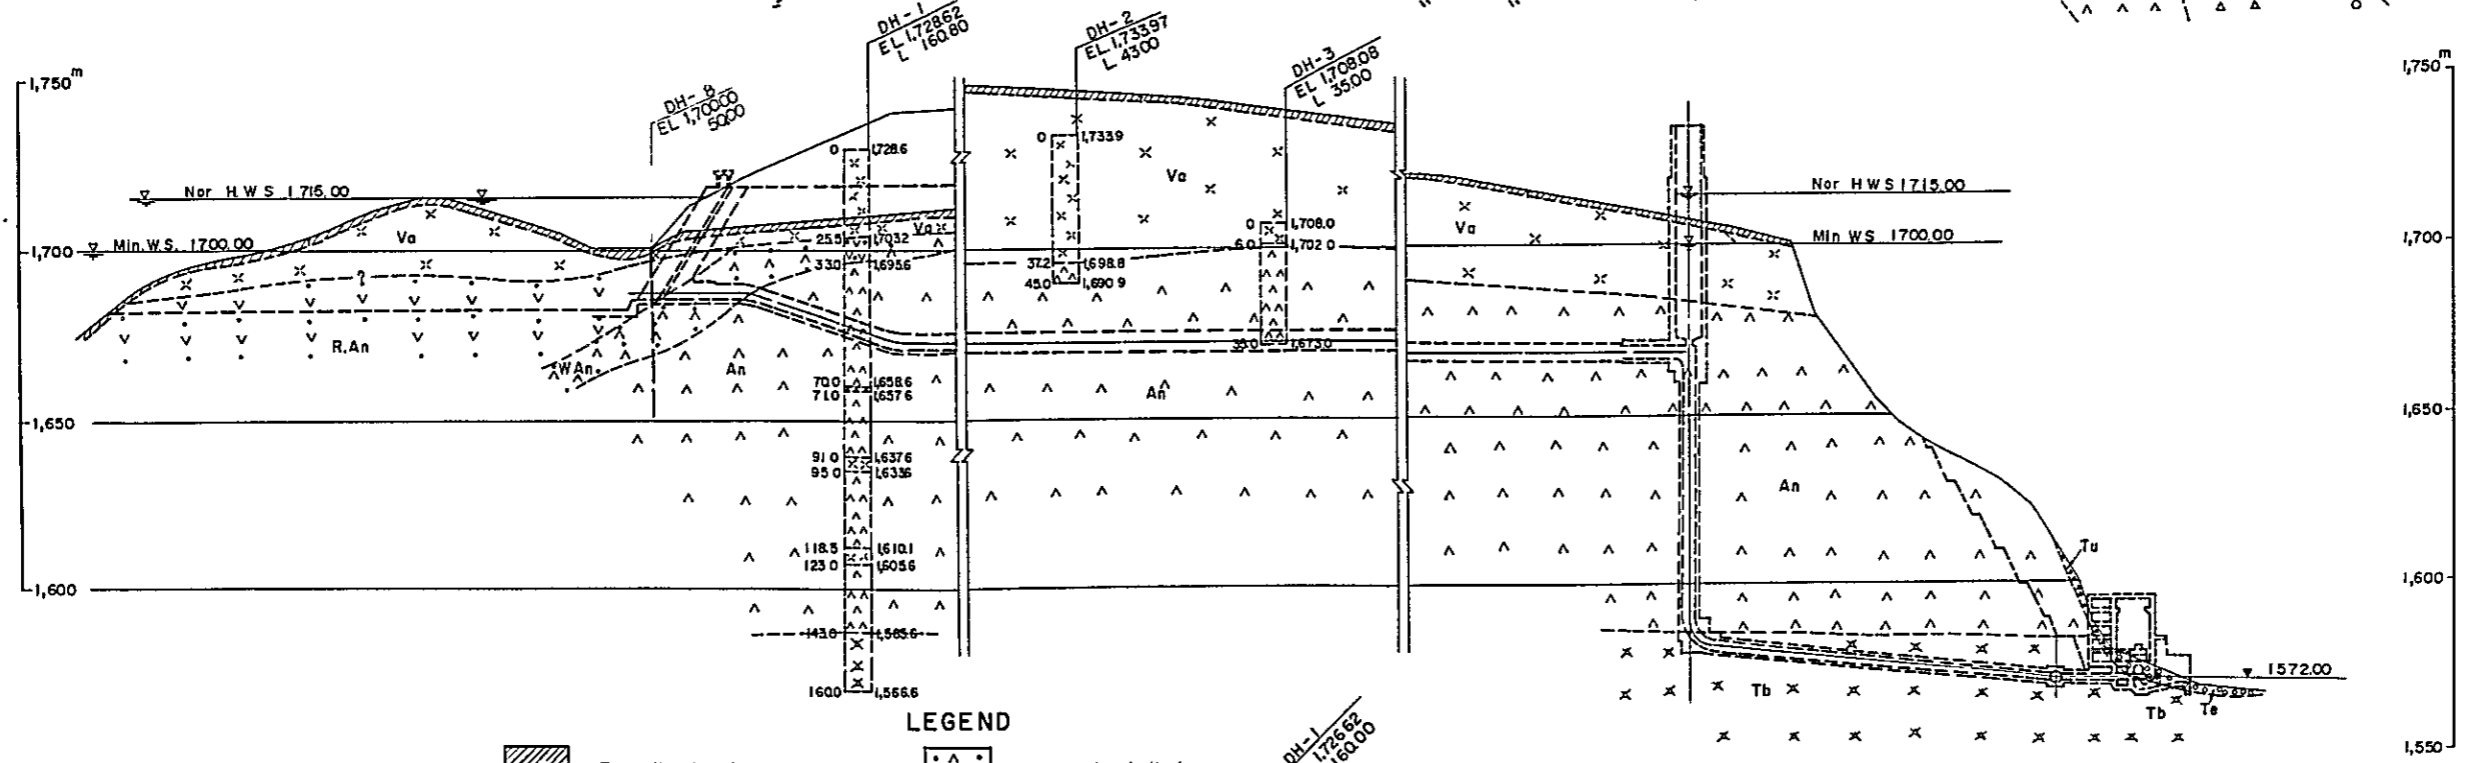 DH-1
EL 1,728.62
L 160.80
DH-2
EL 1,733.97
L 43.00
DH-3
EL 1,708.08
L 35.00
DH-8
EL 1,700.00
50.00
1,750 m
1,750 m
0 1,728.6
0 1,733.9
Va
Nor H.W.S 1,715.00
Nor H W S 1715.00
Va
Va
25.5 1,703.2
0 1,708.0
6.0 1,702.0
Va
Min. W.S. 1700.00
Min WS 1700.00
1,700
1,700
33.0 1,695.6
37.2 1,698.8
45.0 1,690.9
?
R.An
W.An
An
35.0 1,673.0
70.0 1,658.6
71.0 1,657.6
An
1,650
1,650
91.0 1,637.6
95.0 1,633.6
An
118.5 1,610.1
123.0 1,605.6
Tu
1,600
1,600
143.0 1,585.6
160.0 1,566.6
Tb
Tb
Te
1572.00
1,550
LEGEND
DH-1
1,726.62
160.00